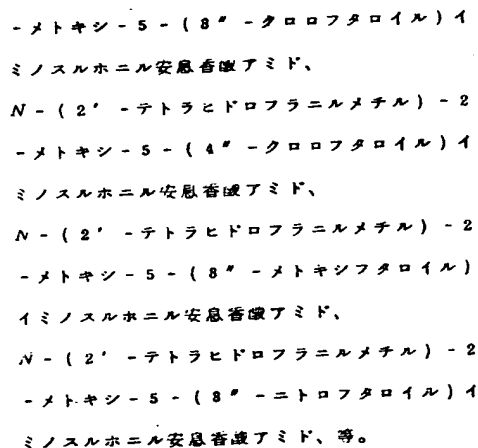 -メトキシ-5-(8″-クロロフタロイル)イ
ミノスルホニル安息香酸アミド、
N-(2′-テトラヒドロフラニルメチル)-2
-メトキシ-5-(4″-クロロフタロイル)イ
ミノスルホニル安息香酸アミド、
N-(2′-テトラヒドロフラニルメチル)-2
-メトキシ-5-(8″-メトキシフタロイル)
イミノスルホニル安息香酸アミド、
N-(2′-テトラヒドロフラニルメチル)-2
-メトキシ-5-(8″-ニトロフタロイル)イ
ミノスルホニル安息香酸アミド、等。